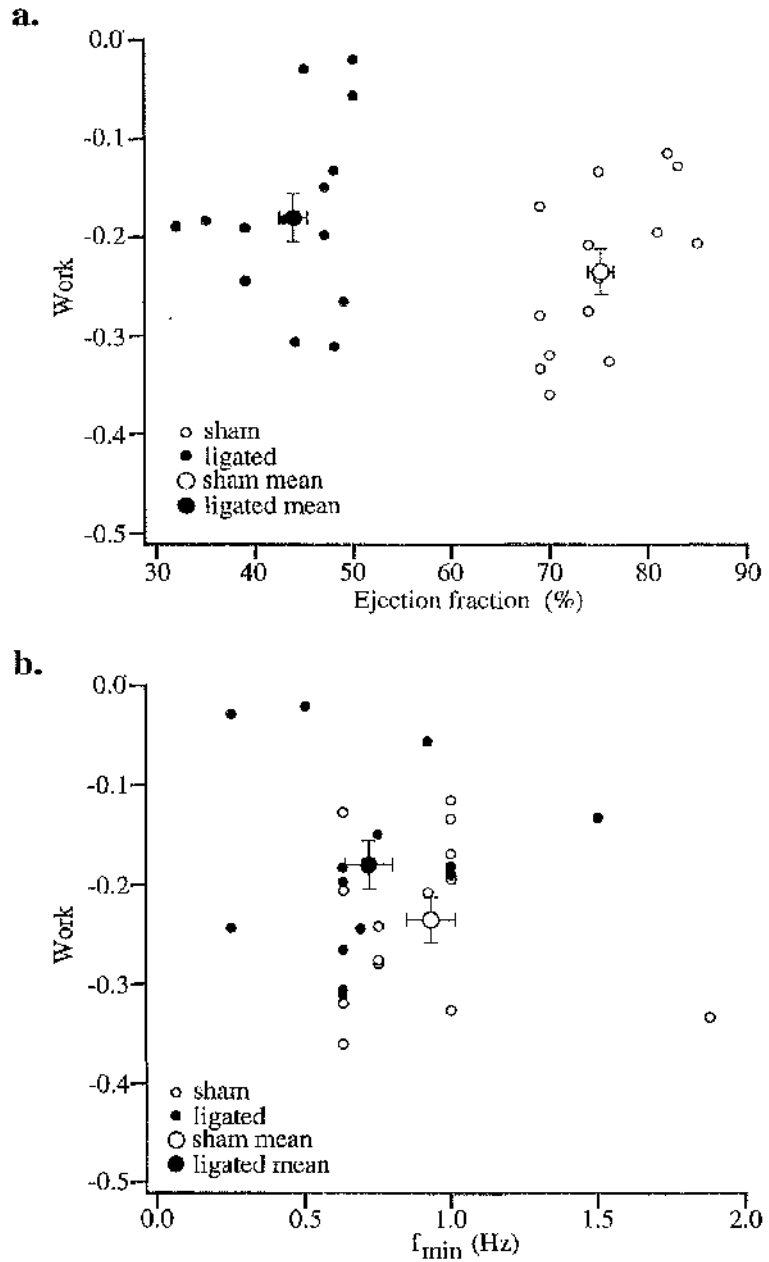 a.
0.0
-0.1
-0.2
-0.3
-0.4
-0.5
Work
sham
ligated
sham mean
ligated mean
30 40 50 60 70 80 90
Ejection fraction (%)
b.
0.0
-0.1
-0.2
-0.3
-0.4
-0.5
Work
sham
ligated
sham mean
ligated mean
0.0 0.5 1.0 1.5 2.0
fmin (Hz)